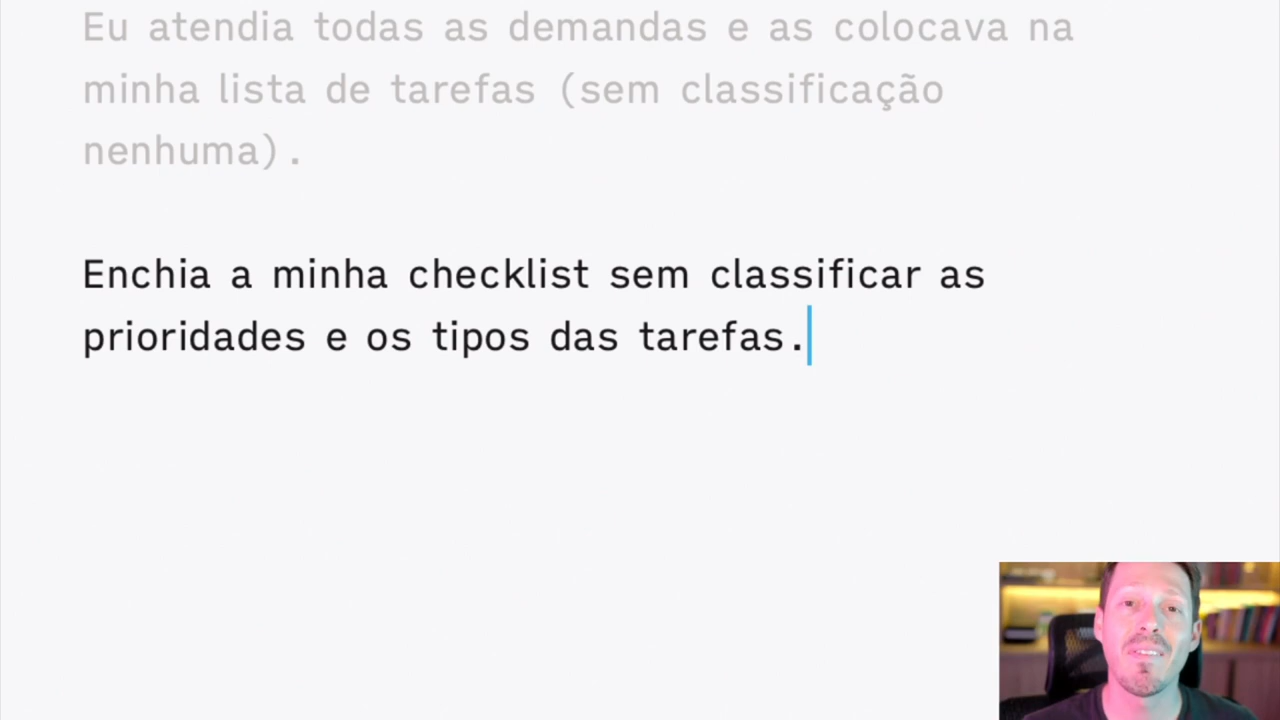 Eu atendia todas as demandas e as colocava na
minha lista de tarefas (sem classificação
nenhuma).
Enchia a minha checklist sem classificar as
prioridades e os tipos das tarefas.